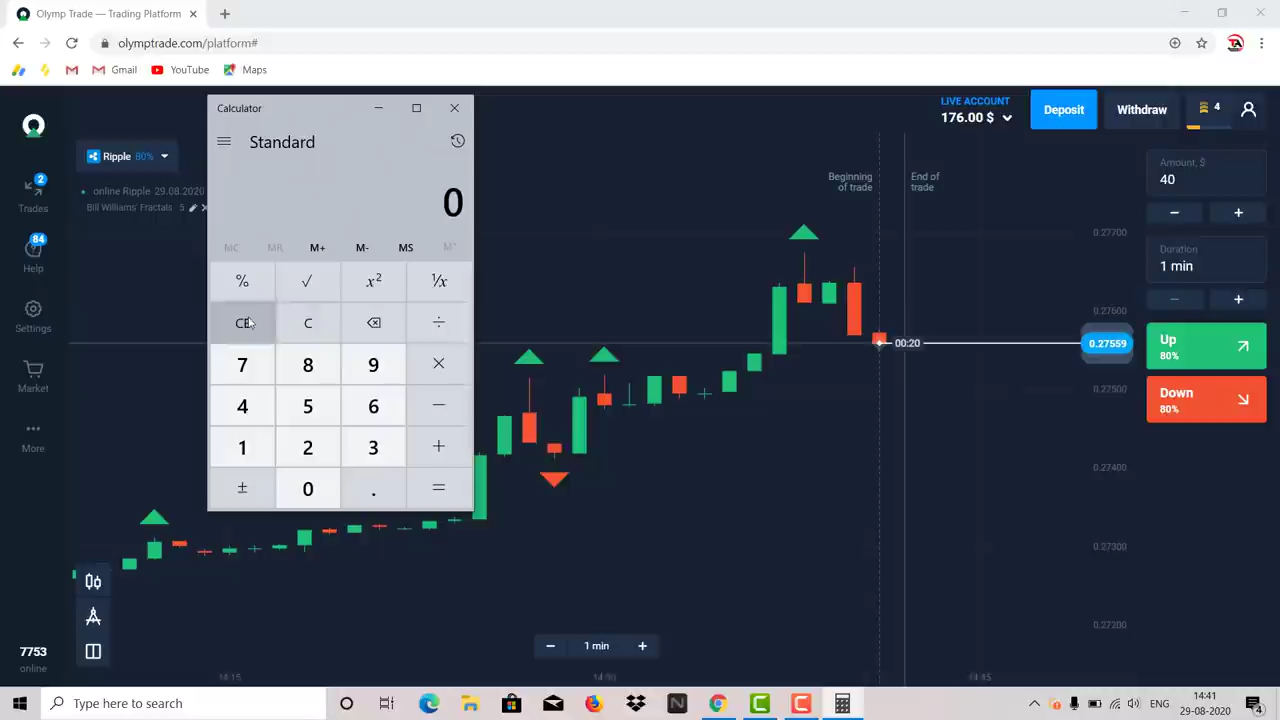 Olymp Trade — Trading Platform
olymptrade.com/platform#
Gmail
YouTube
Maps
Calculator
Standard
0
MC MR M+ M- MS
% √ x² ¹/x
CE C ÷
7 8 9 ×
4 5 6 −
1 2 3 +
± 0 . =
Ripple 80%
online Ripple 29.08.2020
Bill Williams' Fractals 5
2
Trades
84
Help
Settings
Market
More
7753
online
LIVE ACCOUNT
176.00 $
Deposit
Withdraw
4
Beginning
of trade
End of
trade
Amount, $
40
− +
Duration
1 min
− +
Up
80%
Down
80%
0.27700
0.27600
0.27559
0.27500
0.27400
0.27300
0.27200
00:20
− 1 min +
Type here to search
ENG
14:41
29-08-2020
4